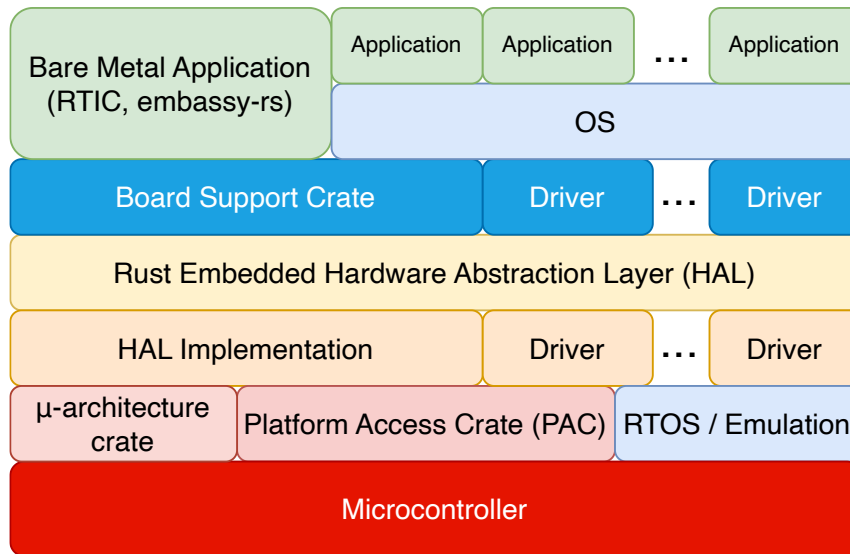 Bare Metal Application
(RTIC, embassy-rs)
Application
Application
...
Application
OS
Board Support Crate
Driver
...
Driver
Rust Embedded Hardware Abstraction Layer (HAL)
HAL Implementation
Driver
...
Driver
µ-architecture
crate
Platform Access Crate (PAC)
RTOS / Emulation
Microcontroller